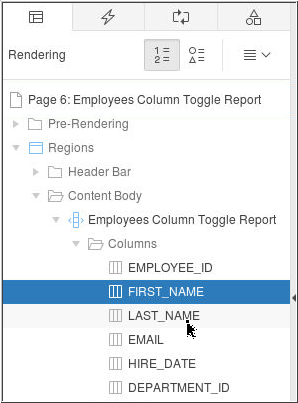 Rendering
Page 6: Employees Column Toggle Report
Pre-Rendering
Regions
Header Bar
Content Body
Employees Column Toggle Report
Columns
EMPLOYEE_ID
FIRST_NAME
LAST_NAME
EMAIL
HIRE_DATE
DEPARTMENT_ID